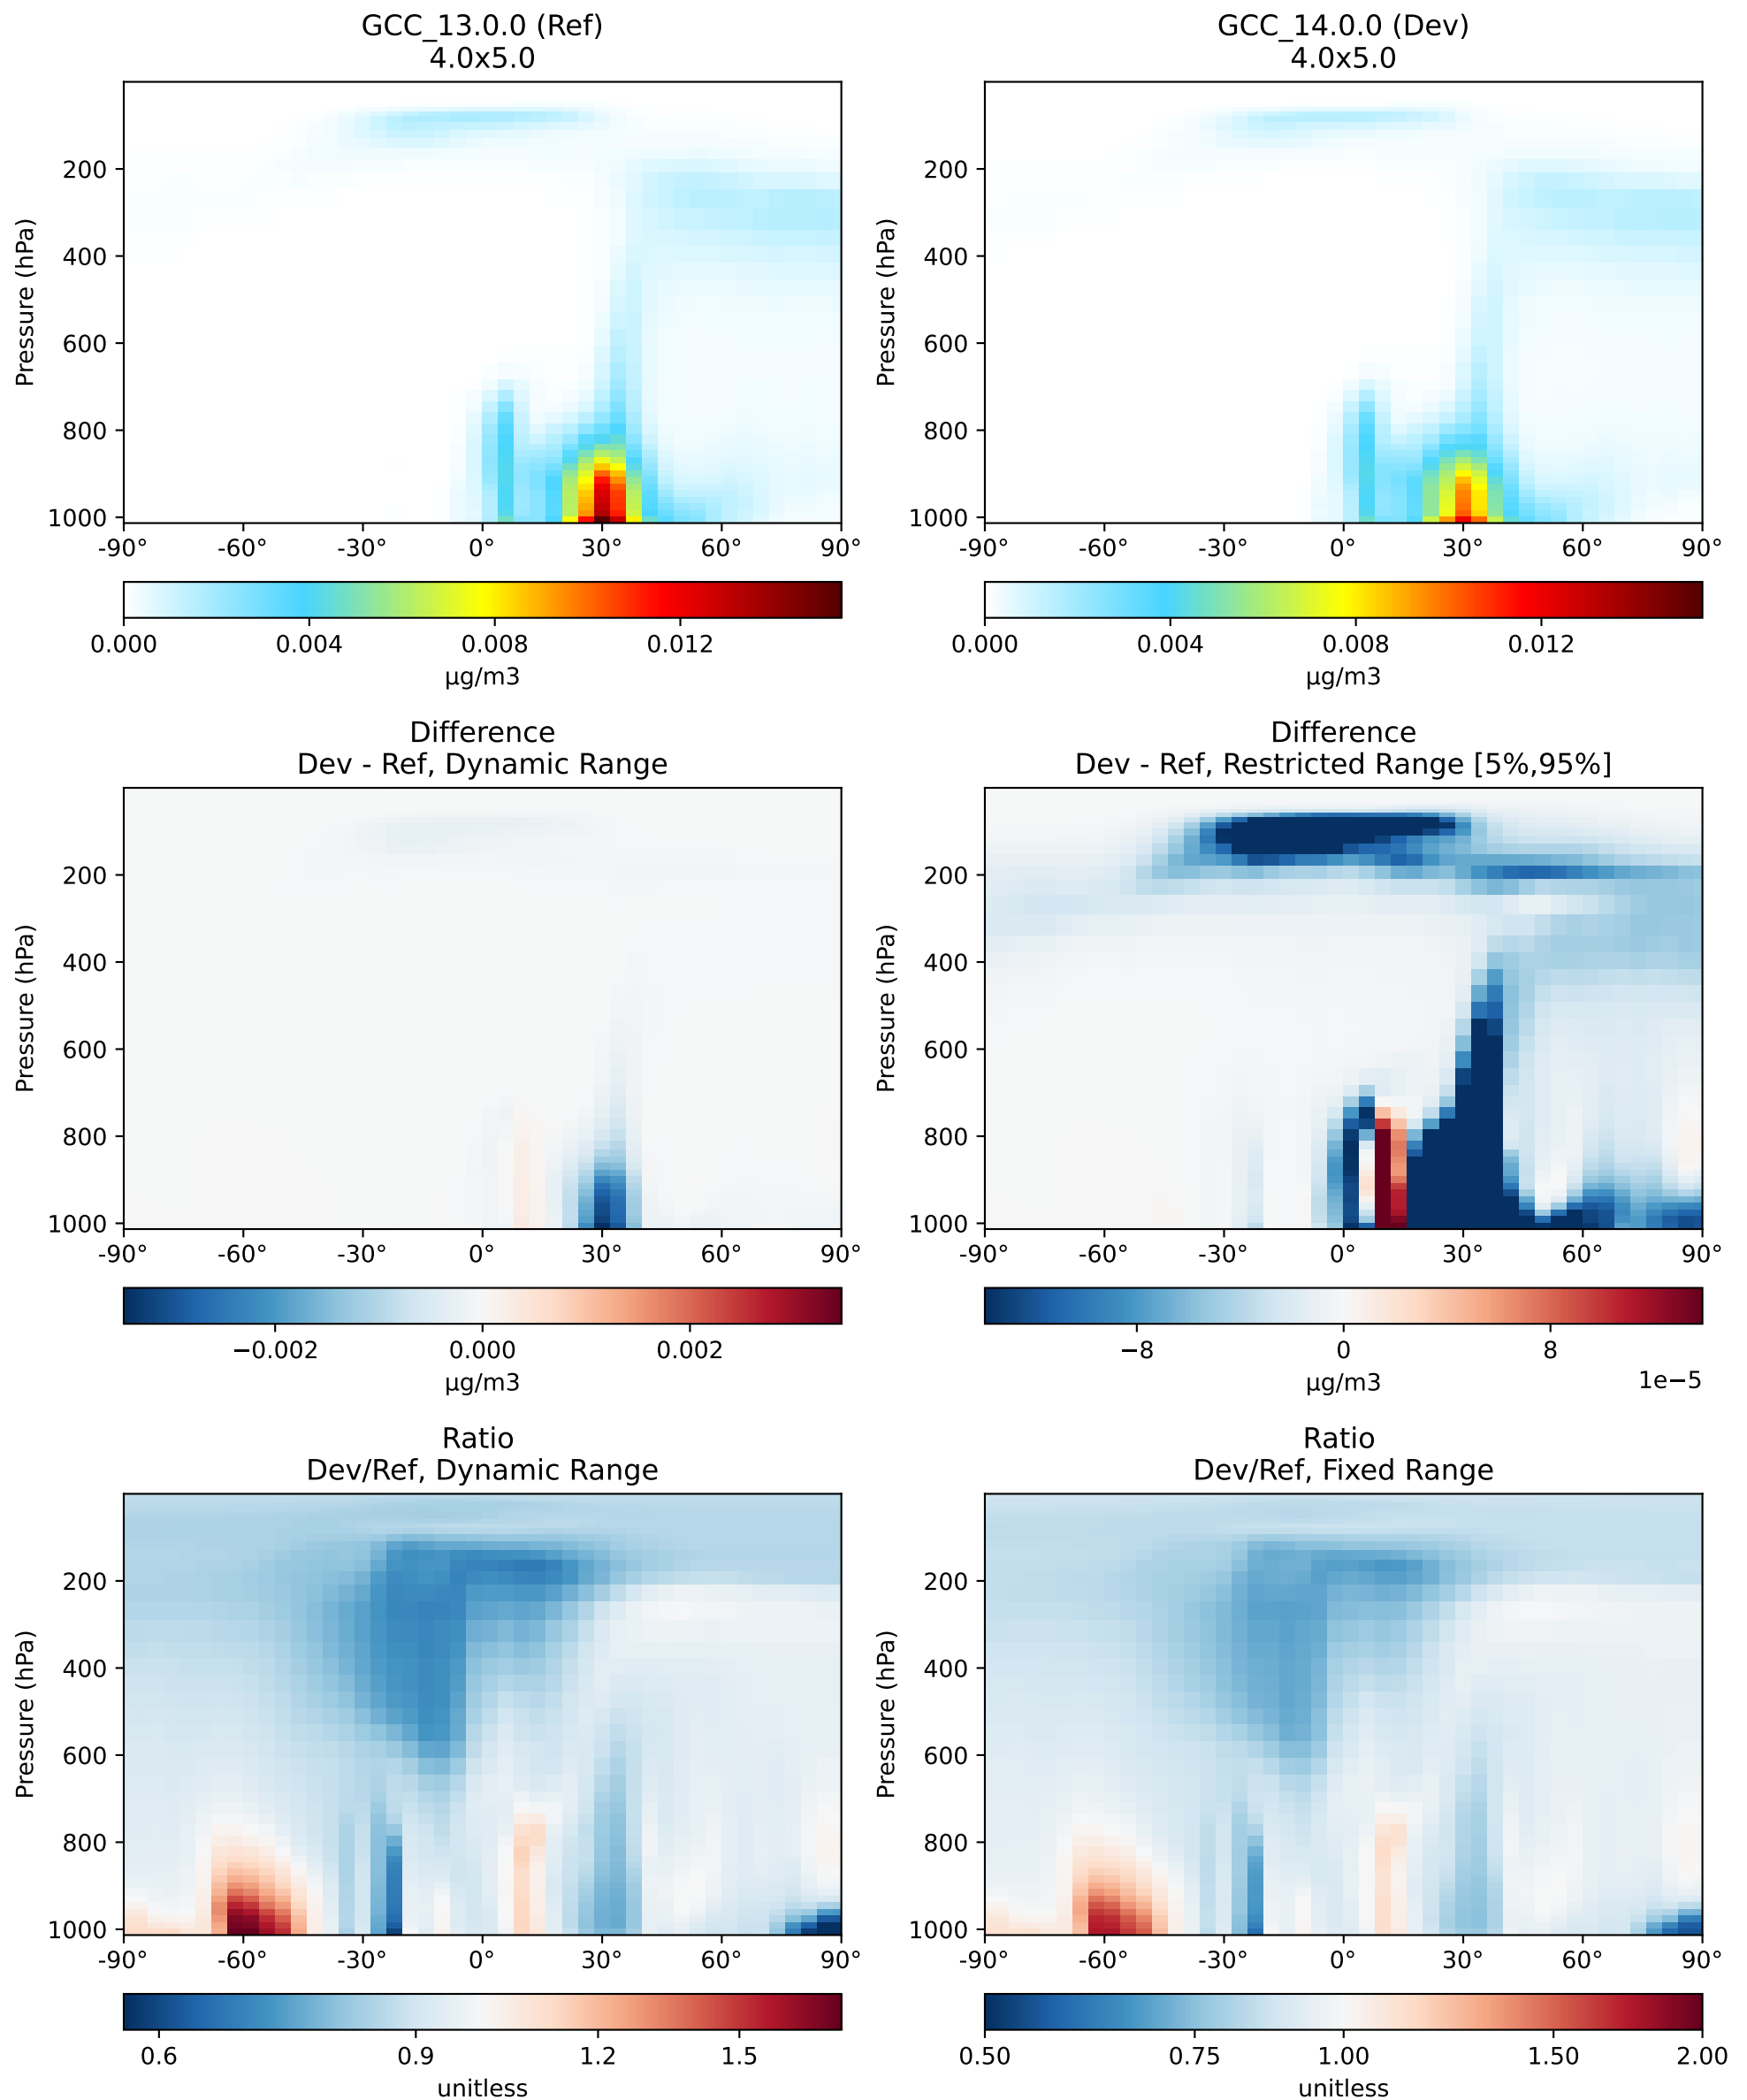 GCC_13.0.0 (Ref)
4.0x5.0
Pressure (hPa)
200
400
600
800
1000
-90° -60° -30° 0° 30° 60° 90°
0.000 0.004 0.008 0.012
µg/m3
GCC_14.0.0 (Dev)
4.0x5.0
Pressure (hPa)
200
400
600
800
1000
-90° -60° -30° 0° 30° 60° 90°
0.000 0.004 0.008 0.012
µg/m3
Difference
Dev - Ref, Dynamic Range
Pressure (hPa)
200
400
600
800
1000
-90° -60° -30° 0° 30° 60° 90°
−0.002 0.000 0.002
µg/m3
Difference
Dev - Ref, Restricted Range [5%,95%]
Pressure (hPa)
200
400
600
800
1000
-90° -60° -30° 0° 30° 60° 90°
−8 0 8
1e−5
µg/m3
Ratio
Dev/Ref, Dynamic Range
Pressure (hPa)
200
400
600
800
1000
-90° -60° -30° 0° 30° 60° 90°
0.6 0.9 1.2 1.5
unitless
Ratio
Dev/Ref, Fixed Range
Pressure (hPa)
200
400
600
800
1000
-90° -60° -30° 0° 30° 60° 90°
0.50 0.75 1.00 1.50 2.00
unitless